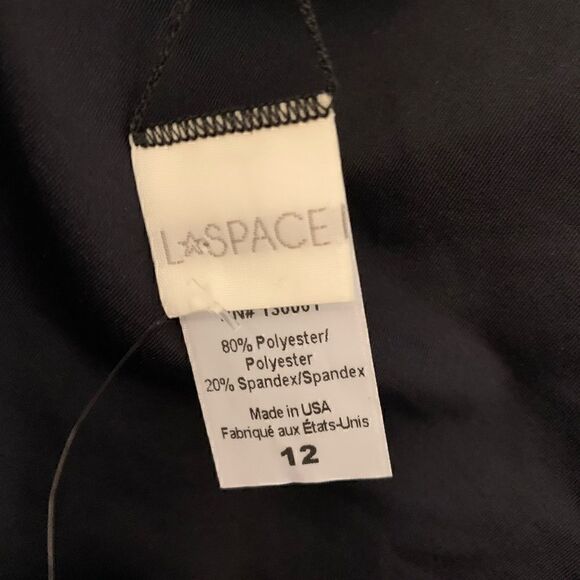 L☆SPACE
80% Polyester/
Polyester
20% Spandex/Spandex
Made in USA
Fabriqué aux États-Unis
12